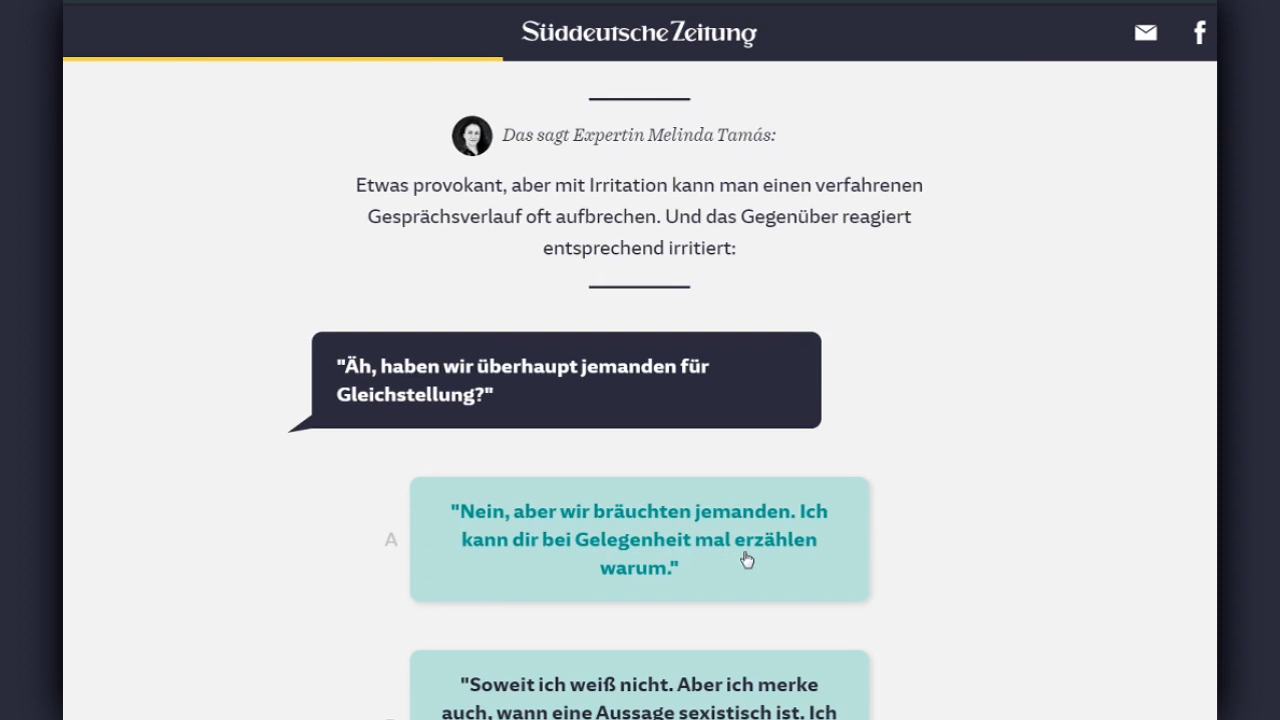 Süddeutsche Zeitung
Das sagt Expertin Melinda Tamás:
Etwas provokant, aber mit Irritation kann man einen verfahrenen
Gesprächsverlauf oft aufbrechen. Und das Gegenüber reagiert
entsprechend irritiert:
"Äh, haben wir überhaupt jemanden für
Gleichstellung?"
A
"Nein, aber wir bräuchten jemanden. Ich
kann dir bei Gelegenheit mal erzählen
warum."
"Soweit ich weiß nicht. Aber ich merke
auch, wann eine Aussage sexistisch ist. Ich